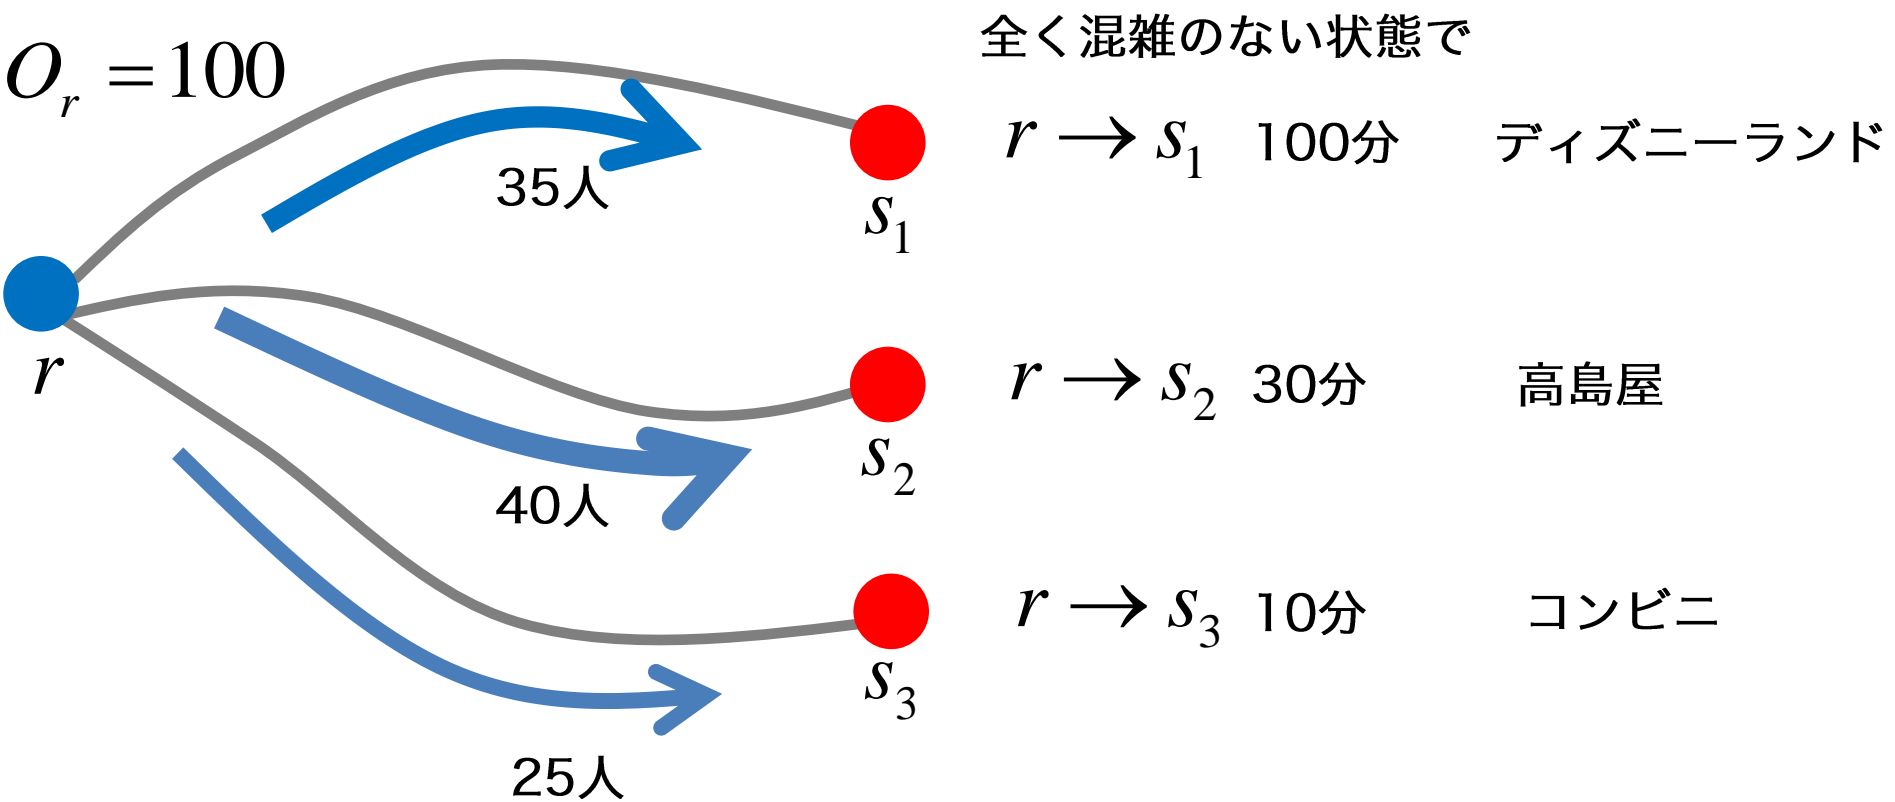 全く混雑のない状態で
O_r = 100
r → s_1 100分 ディズニーランド
35人
s_1
r
r → s_2 30分 高島屋
s_2
40人
r → s_3 10分 コンビニ
s_3
25人